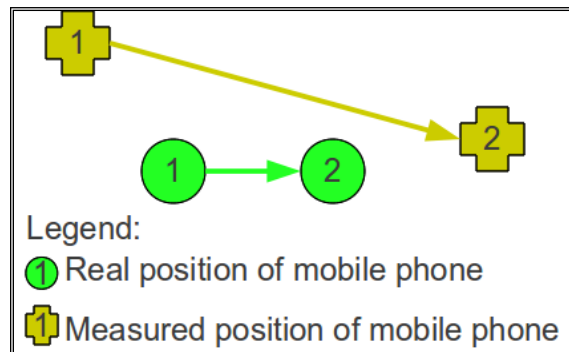 1
2
1
2
Legend:
1 Real position of mobile phone
1 Measured position of mobile phone